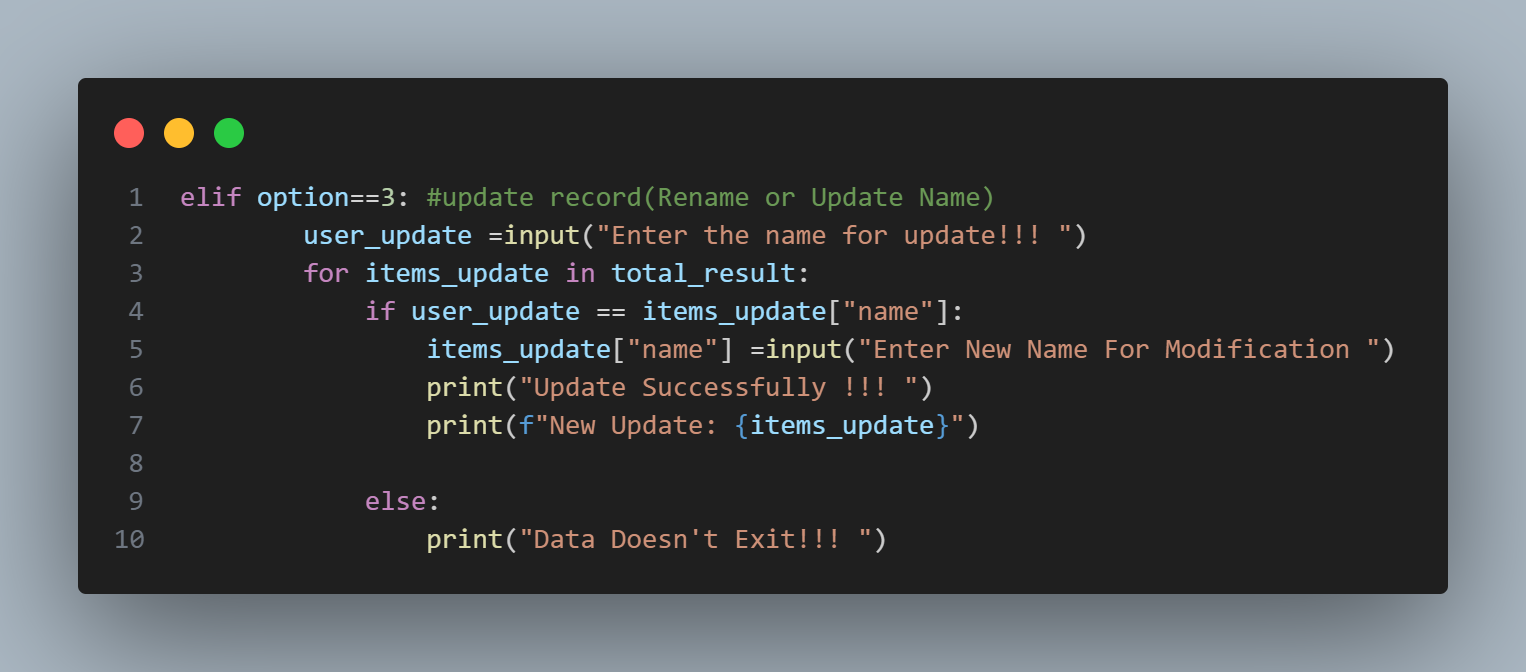 1 elif option==3: #update record(Rename or Update Name)
2         user_update =input("Enter the name for update!!! ")
3         for items_update in total_result:
4             if user_update == items_update["name"]:
5                 items_update["name"] =input("Enter New Name For Modification ")
6                 print("Update Successfully !!! ")
7                 print(f"New Update: {items_update}")
8
9             else:
10                 print("Data Doesn't Exit!!! ")